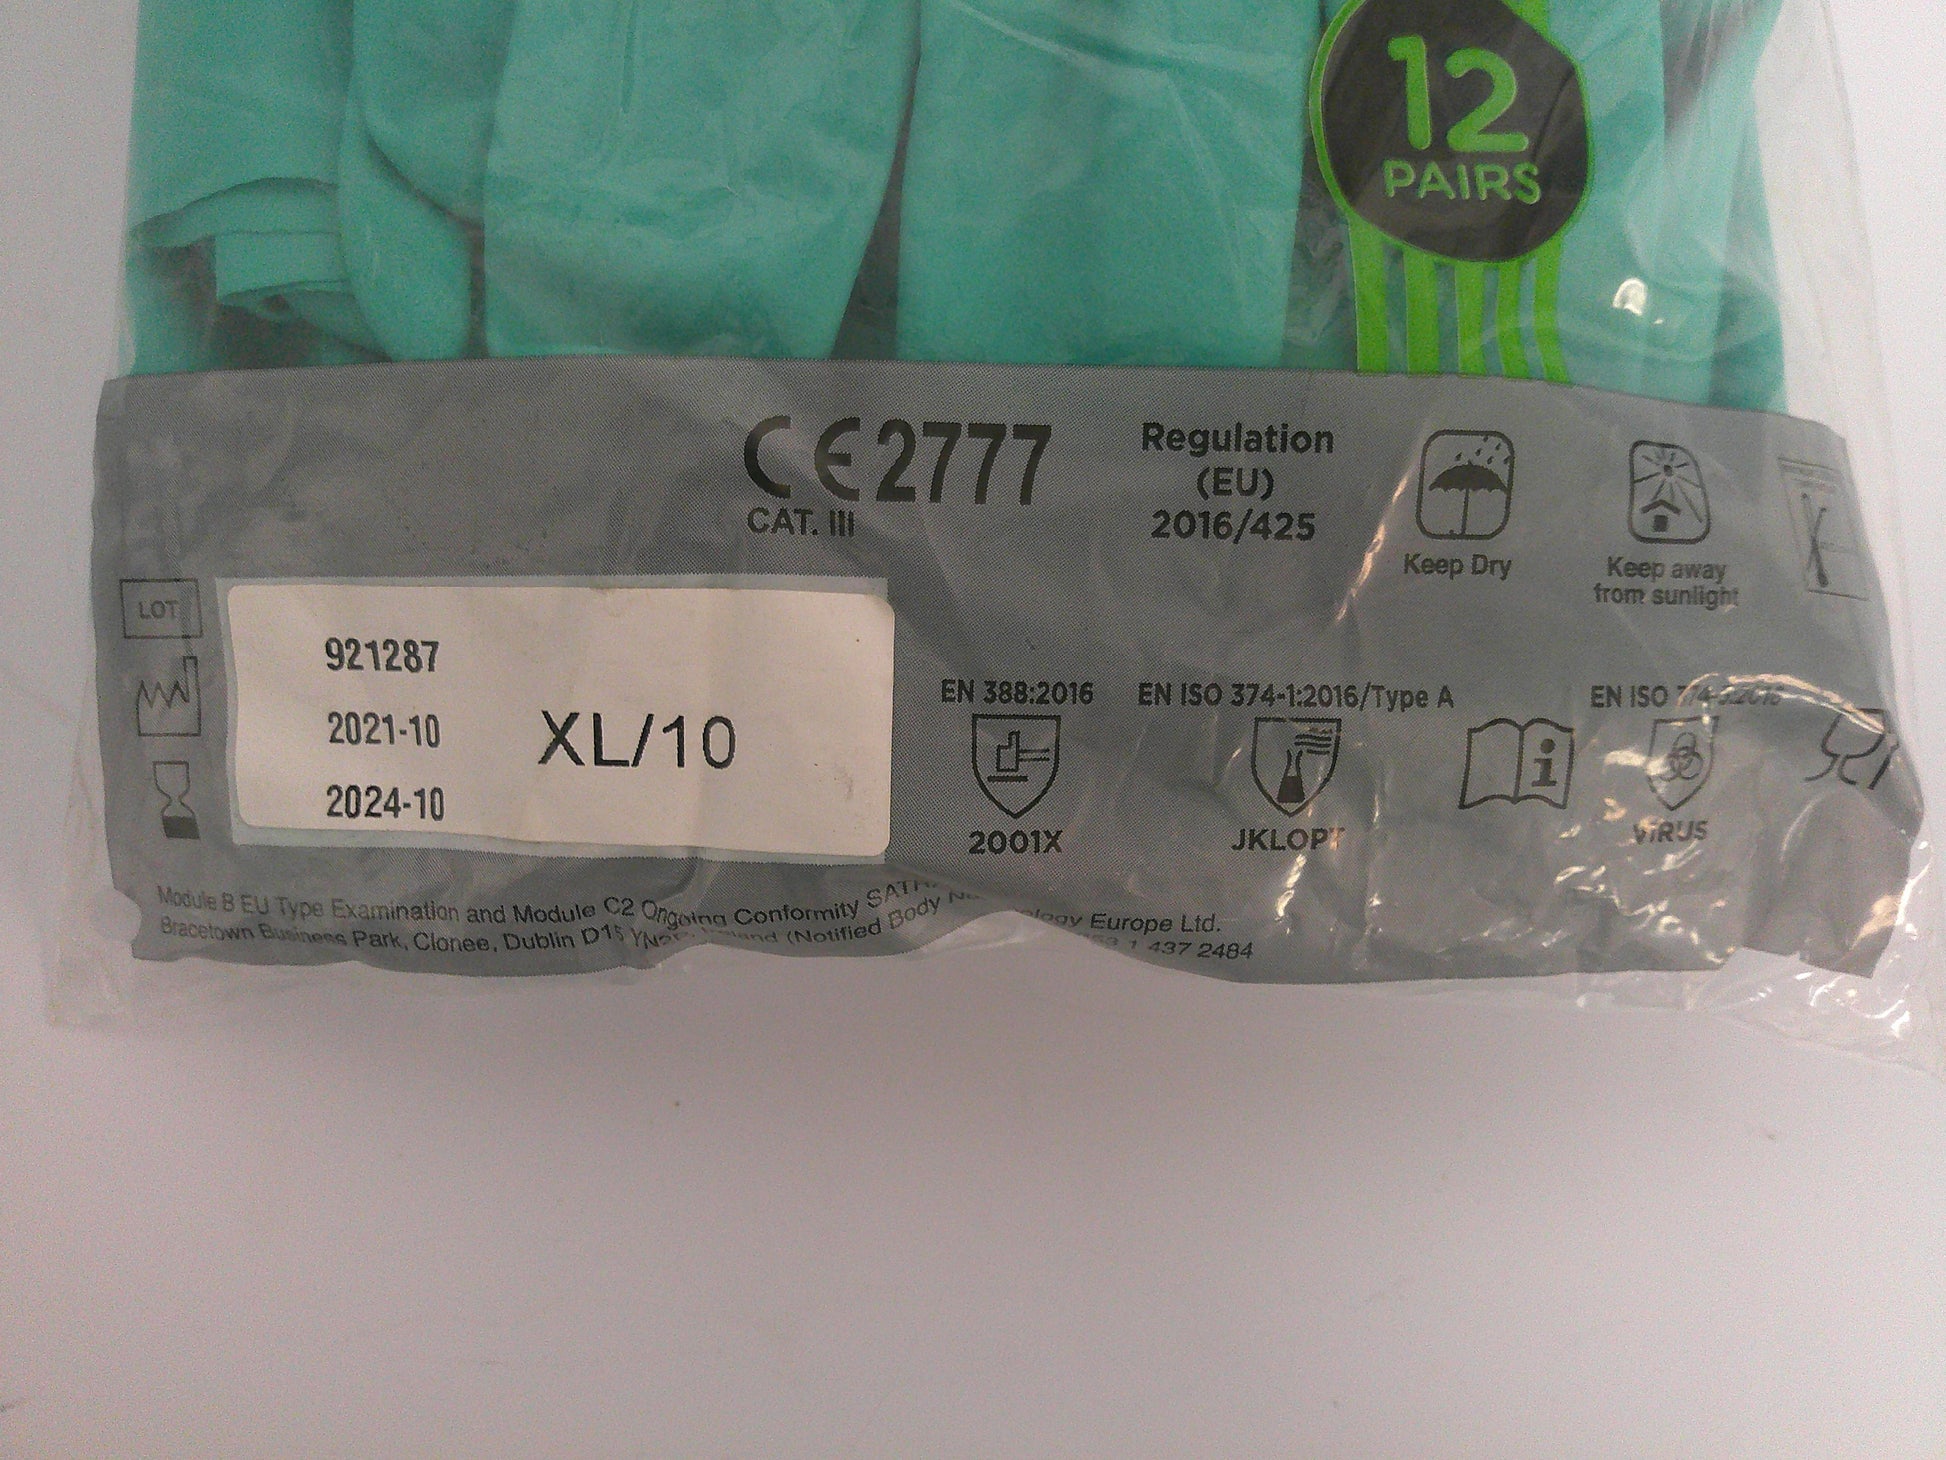 12
PAIRS
CE 2777
CAT. III
Regulation
(EU)
2016/425
Keep Dry
Keep away
from sunlight
LOT
921287
2021-10
XL/10
2024-10
EN 388:2016
2001X
EN ISO 374-1:2016/Type A
JKLOPT
i
EN ISO
VIRUS
Module B EU Type Examination and Module C2 Ongoing Conformity Europe Ltd.
Bracetown Business Park, Clonee, Dublin D15 (Notified Body 1 437 2484